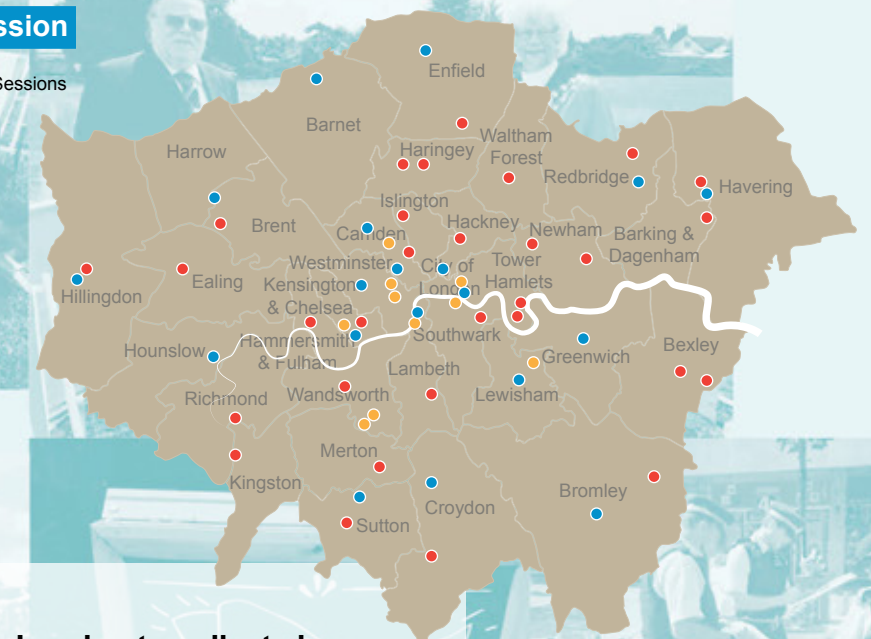 ssion
Sessions
Enfield
Barnet
Waltham
Forest
Haringey
Harrow
Redbridge
Havering
Islington
Hackney
Brent
Camden
Newham
Barking &
Dagenham
Westminster
City of
London
Tower
Hamlets
Ealing
Kensington
& Chelsea
Hillingdon
Hammersmith
& Fulham
Southwark
Hounslow
Greenwich
Bexley
Lambeth
Richmond
Wandsworth
Lewisham
Merton
Kingston
Bromley
Croydon
Sutton